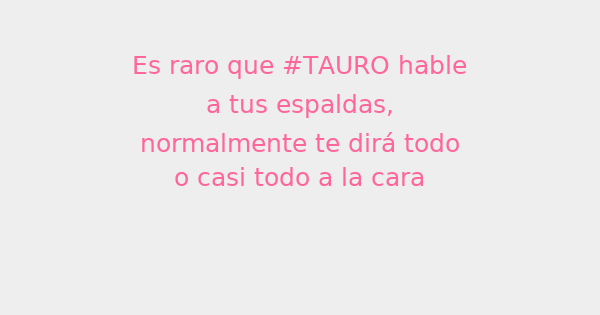 Es raro que #TAURO hable
a tus espaldas,
normalmente te dirá todo
o casi todo a la cara